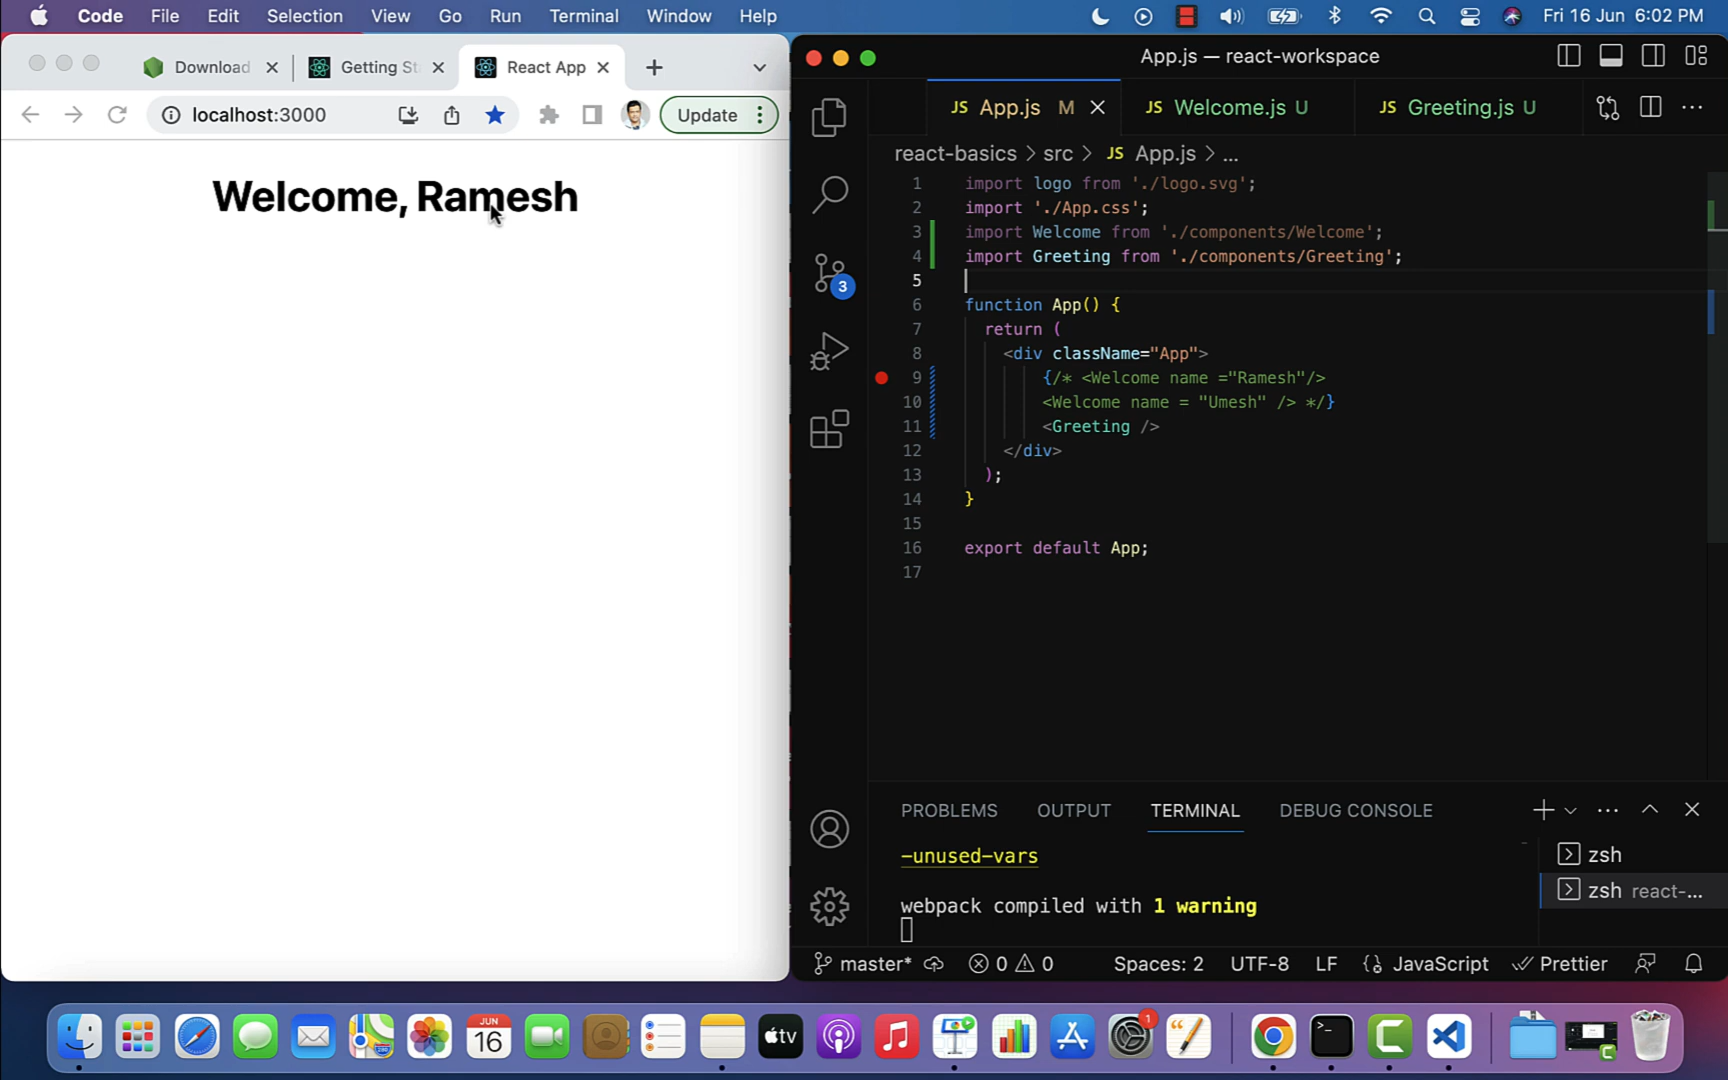 Code File Edit Selection View Go Run Terminal Window Help Fri 16 Jun 6:02 PM
Download Getting St React App
localhost:3000 Update
Welcome, Ramesh
App.js — react-workspace
JS App.js M JS Welcome.js U JS Greeting.js U
react-basics > src > JS App.js > ...
1 import logo from './logo.svg';
2 import './App.css';
3 import Welcome from './components/Welcome';
4 import Greeting from './components/Greeting';
5
6 function App() {
7 return (
8 <div className="App">
9 {/* <Welcome name ="Ramesh"/>
10 <Welcome name = "Umesh" /> */}
11 <Greeting />
12 </div>
13 );
14 }
15
16 export default App;
17
3
PROBLEMS OUTPUT TERMINAL DEBUG CONSOLE
-unused-vars
webpack compiled with 1 warning
zsh
zsh react-...
master* 0 0 Spaces: 2 UTF-8 LF JavaScript Prettier
JUN
16
tv
1